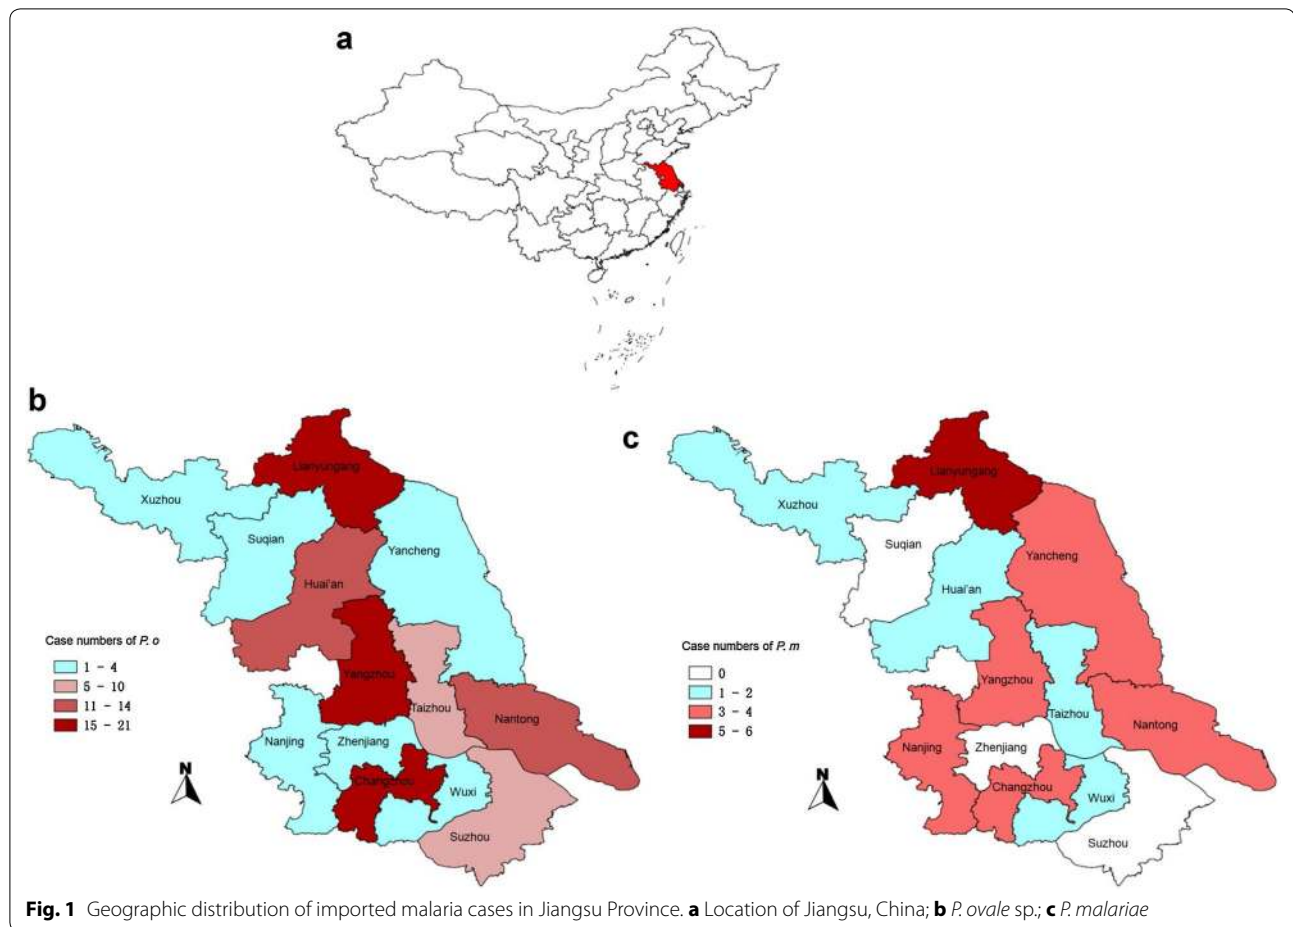 a
b
Lianyungang
Xuzhou
Suqian
Yancheng
Huai'an
Case numbers of P. o
1 - 4
5 - 10
11 - 14
15 - 21
Yangzhou
Taizhou
Nantong
Nanjing
Zhenjiang
Changzhou
Wuxi
Suzhou
N
c
Lianyungang
Xuzhou
Suqian
Yancheng
Huai'an
Case numbers of P. m
0
1 - 2
3 - 4
5 - 6
Yangzhou
Taizhou
Nantong
Nanjing
Zhenjiang
Changzhou
Wuxi
Suzhou
N
Fig. 1 Geographic distribution of imported malaria cases in Jiangsu Province. a Location of Jiangsu, China; b P. ovale sp.; c P. malariae